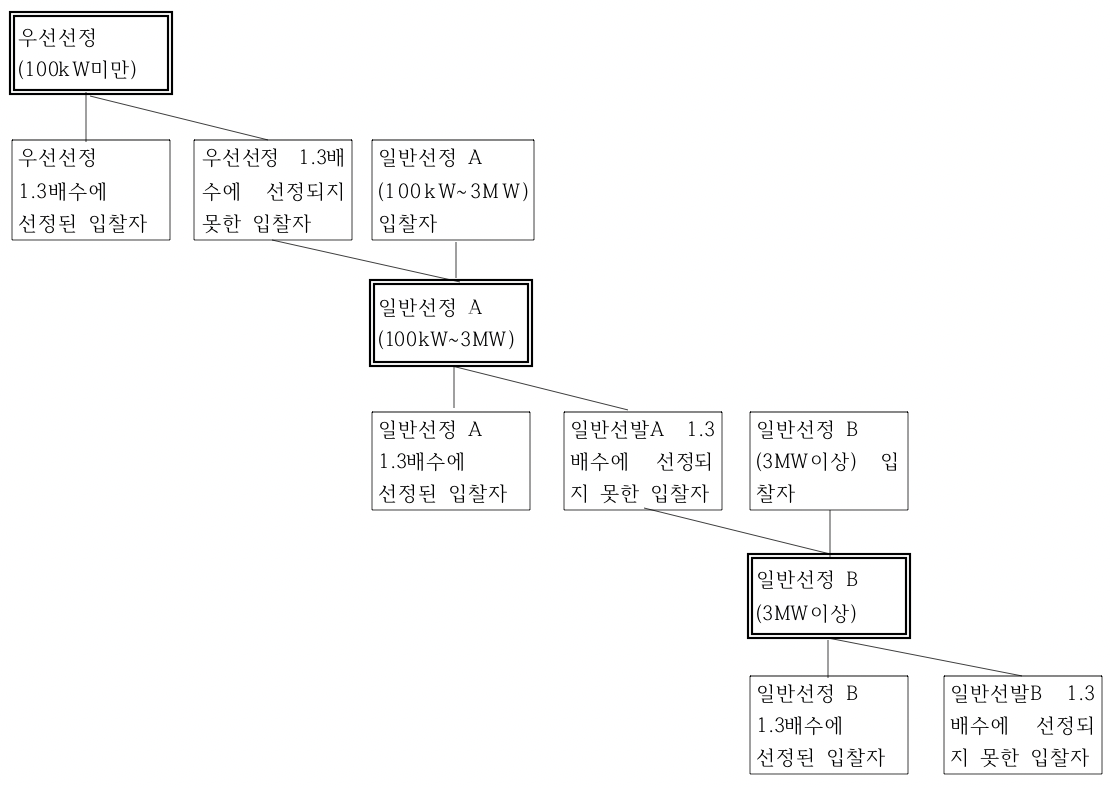 우선선정
(100kW미만)
우선선정
1.3배수에
선정된 입찰자
우선선정 1.3배
수에 선정되지
못한 입찰자
일반선정 A
(100kW~3MW)
입찰자
일반선정 A
(100kW~3MW)
일반선정 A
1.3배수에
선정된 입찰자
일반선발A 1.3
배수에 선정되
지 못한 입찰자
일반선정 B
(3MW이상) 입
찰자
일반선정 B
(3MW이상)
일반선정 B
1.3배수에
선정된 입찰자
일반선발B 1.3
배수에 선정되
지 못한 입찰자